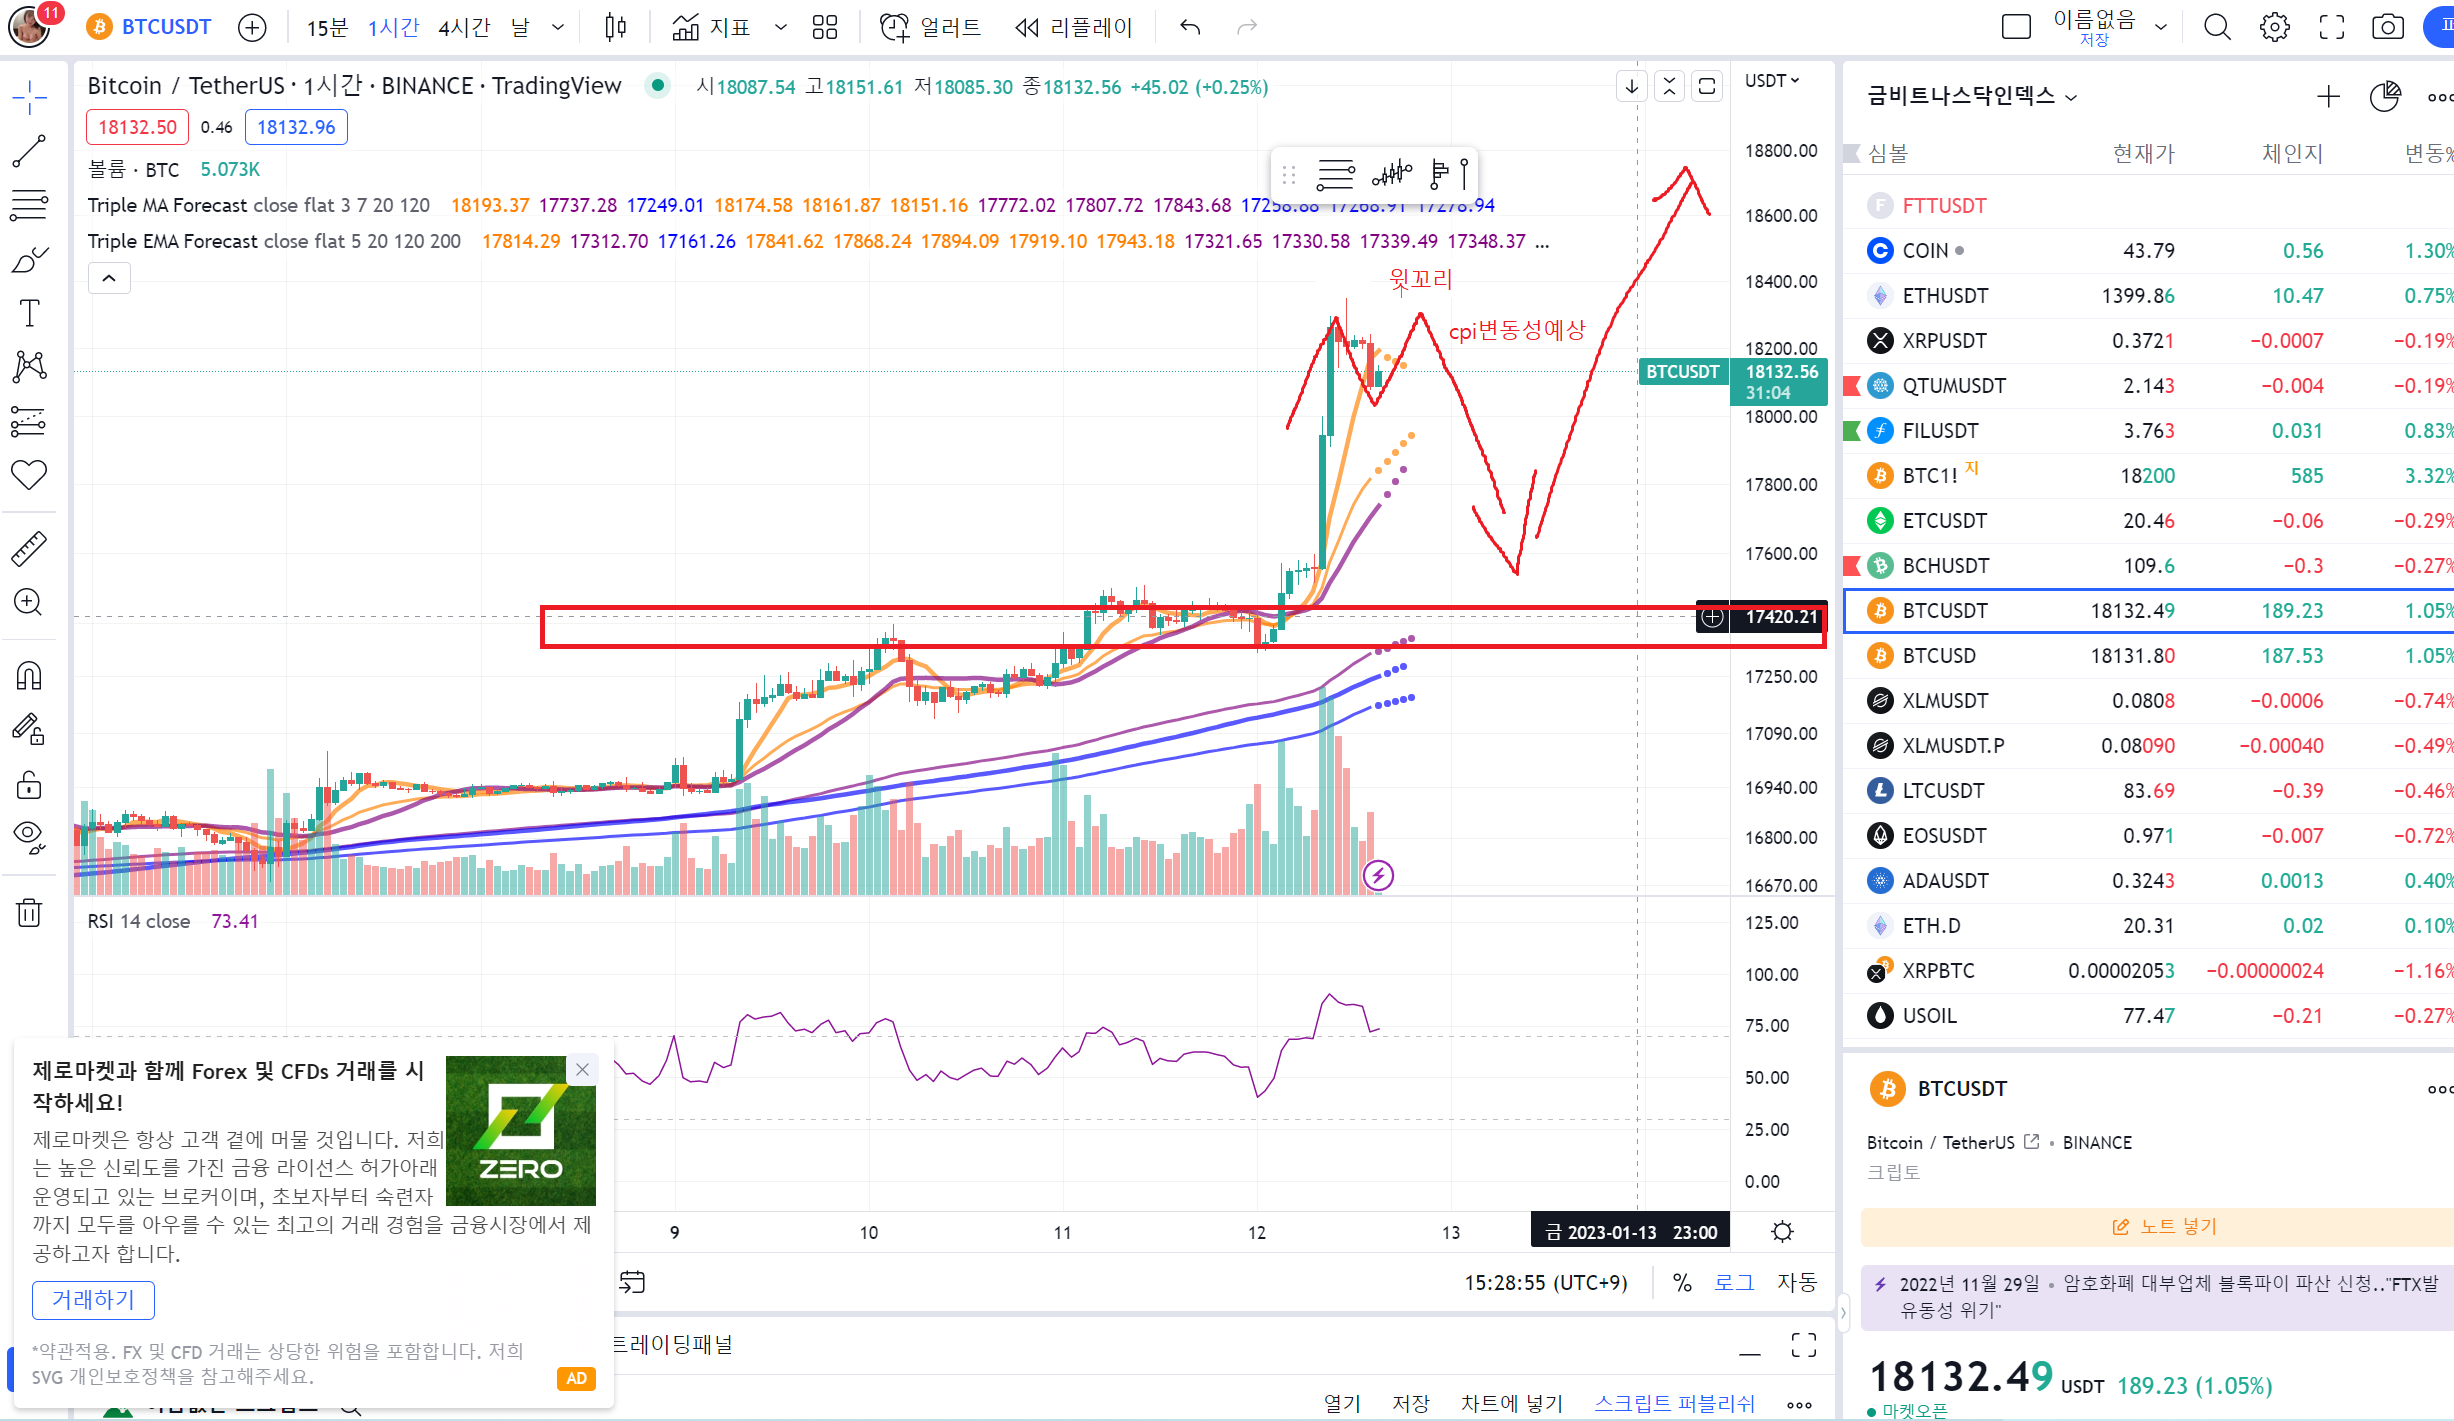 11
BTCUSDT
15분 1시간 4시간 날
지표
얼러트
리플레이
이름없음
저장
Bitcoin / TetherUS · 1시간 · BINANCE · TradingView
시18087.54 고18151.61 저18085.30 종18132.56 +45.02 (+0.25%)
USDT
18132.50 0.46 18132.96
볼륨 · BTC 5.073K
Triple MA Forecast close flat 3 7 20 120 18193.37 17737.28 17249.01 18174.58 18161.87 18151.16 17772.02 17807.72 17843.68 17258.88 17268.91 17278.94
Triple EMA Forecast close flat 5 20 120 200 17814.29 17312.70 17161.26 17841.62 17868.24 17894.09 17919.10 17943.18 17321.65 17330.58 17339.49 17348.37 ...
윗꼬리
cpi변동성예상
18800.00
18600.00
18400.00
18200.00
BTCUSDT 18132.56
31:04
18000.00
17800.00
17600.00
17420.21
17250.00
17090.00
16940.00
16800.00
16670.00
RSI 14 close 73.41
125.00
100.00
75.00
50.00
25.00
0.00
9 10 11 12 13 금 2023-01-13 23:00
15:28:55 (UTC+9) % 로그 자동
트레이딩패널
열기 저장 차트에 넣기 스크립트 퍼블리쉬
제로마켓과 함께 Forex 및 CFDs 거래를 시
작하세요!
제로마켓은 항상 고객 곁에 머물 것입니다. 저희
는 높은 신뢰도를 가진 금융 라이선스 허가아래
운영되고 있는 브로커이며, 초보자부터 숙련자
까지 모두를 아우를 수 있는 최고의 거래 경험을 금융시장에서 제
공하고자 합니다.
ZERO
거래하기
*약관적용. FX 및 CFD 거래는 상당한 위험을 포함합니다. 저희
SVG 개인보호정책을 참고해주세요.
AD
금비트나스닥인덱스
심볼 현재가 체인지 변동%
FTTUSDT
COIN 43.79 0.56 1.30%
ETHUSDT 1399.86 10.47 0.75%
XRPUSDT 0.3721 −0.0007 −0.19%
QTUMUSDT 2.143 −0.004 −0.19%
FILUSDT 3.763 0.031 0.83%
BTC1! 지 18200 585 3.32%
ETCUSDT 20.46 −0.06 −0.29%
BCHUSDT 109.6 −0.3 −0.27%
BTCUSDT 18132.49 189.23 1.05%
BTCUSD 18131.80 187.53 1.05%
XLMUSDT 0.0808 −0.0006 −0.74%
XLMUSDT.P 0.08090 −0.00040 −0.49%
LTCUSDT 83.69 −0.39 −0.46%
EOSUSDT 0.971 −0.007 −0.72%
ADAUSDT 0.3243 0.0013 0.40%
ETH.D 20.31 0.02 0.10%
XRPBTC 0.00002053 −0.00000024 −1.16%
USOIL 77.47 −0.21 −0.27%
BTCUSDT
Bitcoin / TetherUS • BINANCE
크립토
노트 넣기
2022년 11월 29일 • 암호화폐 대부업체 블록파이 파산 신청.."FTX발
유동성 위기"
18132.49 USDT 189.23 (1.05%)
마켓오픈